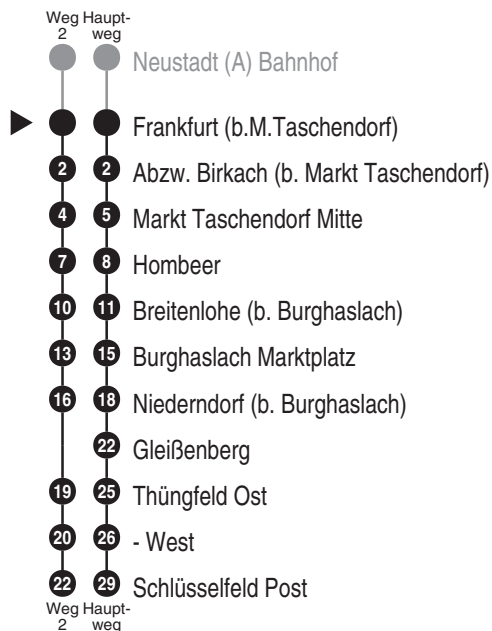 Weg Haupt-
2 weg
Neustadt (A) Bahnhof
Frankfurt (b.M.Taschendorf)
2 2 Abzw. Birkach (b. Markt Taschendorf)
4 5 Markt Taschendorf Mitte
7 8 Hombeer
10 11 Breitenlohe (b. Burghaslach)
13 15 Burghaslach Marktplatz
16 18 Niederndorf (b. Burghaslach)
22 Gleißenberg
19 25 Thüngfeld Ost
20 26 - West
22 29 Schlüsselfeld Post
Weg Haupt-
2 weg